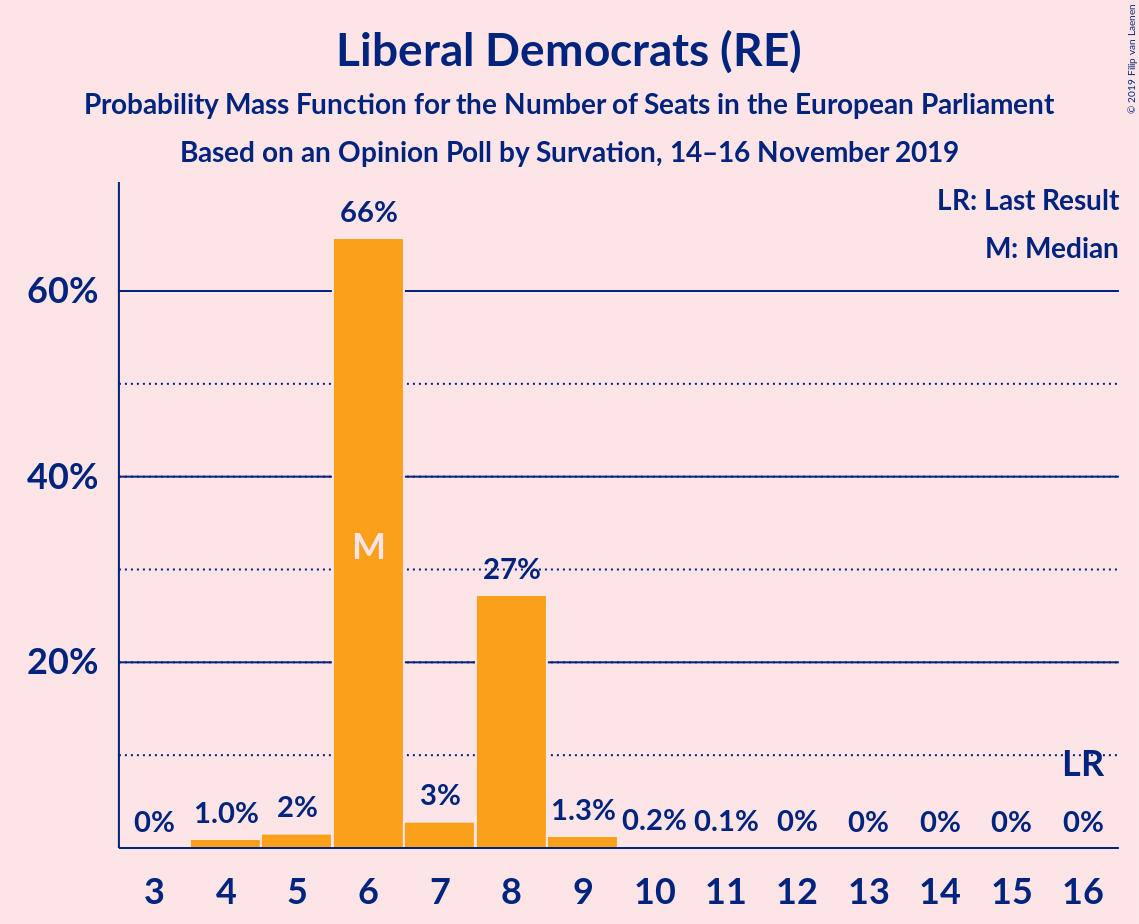 Liberal Democrats (RE)
Probability Mass Function for the Number of Seats in the European Parliament
Based on an Opinion Poll by Survation, 14–16 November 2019
© 2019 Filip van Laenen
LR: Last Result
M: Median
66%
60%
40%
M
27%
20%
LR
0%
1.0%
2%
3%
1.3%
0.2%
0.1%
0%
0%
0%
0%
0%
3 4 5 6 7 8 9 10 11 12 13 14 15 16